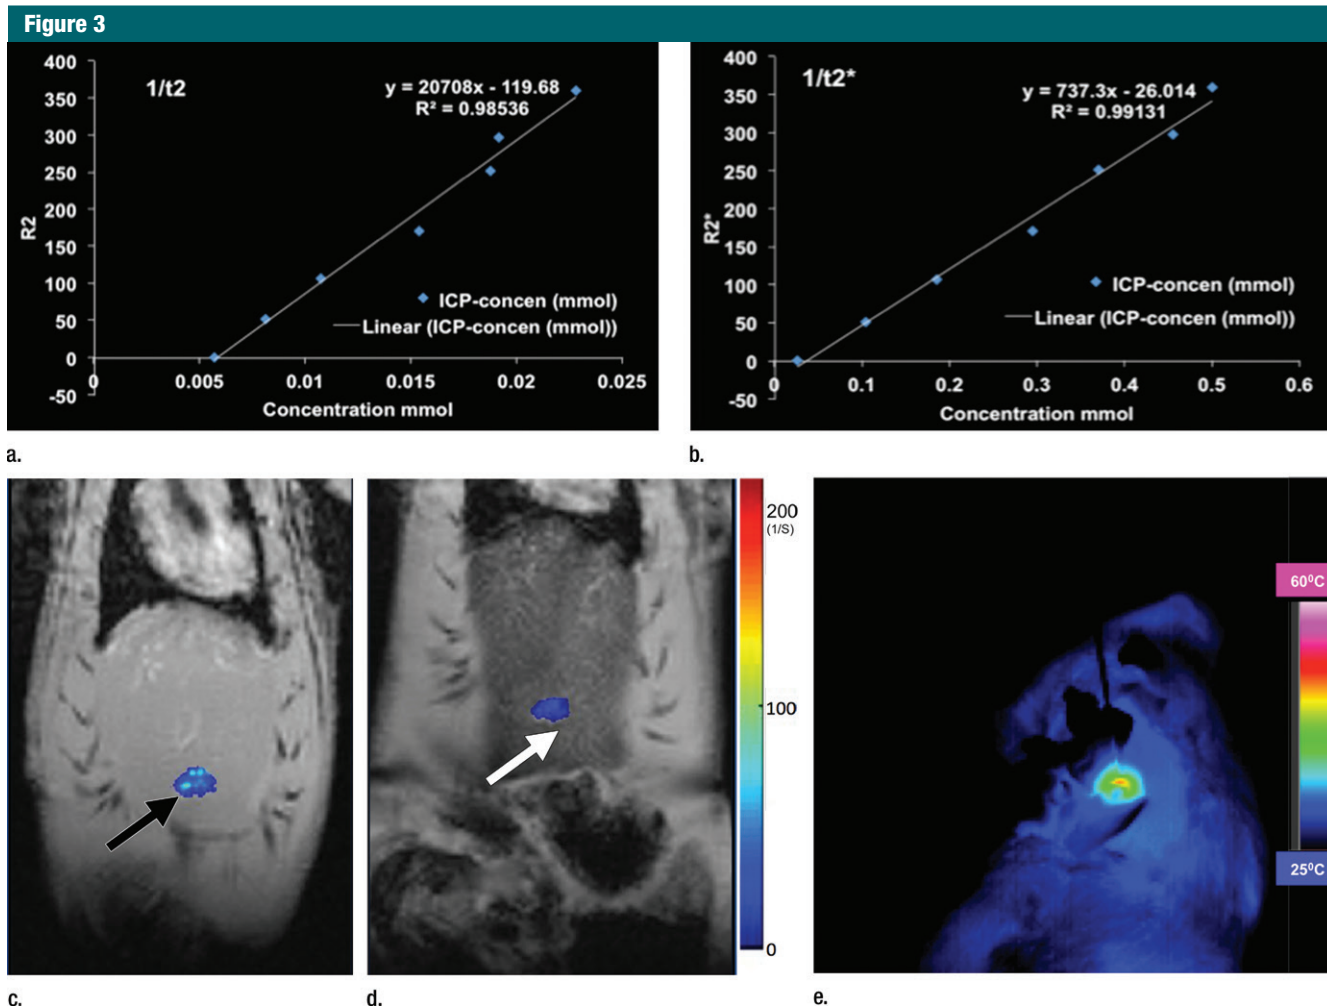 Figure 3
400
350
300
250
200
150
100
50
0
-50
R2
1/t2
y = 20708x - 119.68
R² = 0.98536
ICP-concen (mmol)
Linear (ICP-concen (mmol))
0
0.005
0.01
0.015
0.02
0.025
Concentration mmol
a.
400
350
300
250
200
150
100
50
0
-50
R2*
1/t2*
y = 737.3x - 26.014
R² = 0.99131
ICP-concen (mmol)
Linear (ICP-concen (mmol))
0
0.1
0.2
0.3
0.4
0.5
0.6
Concentration mmol
b.
c.
200
(1/S)
100
0
d.
60⁰C
25⁰C
e.